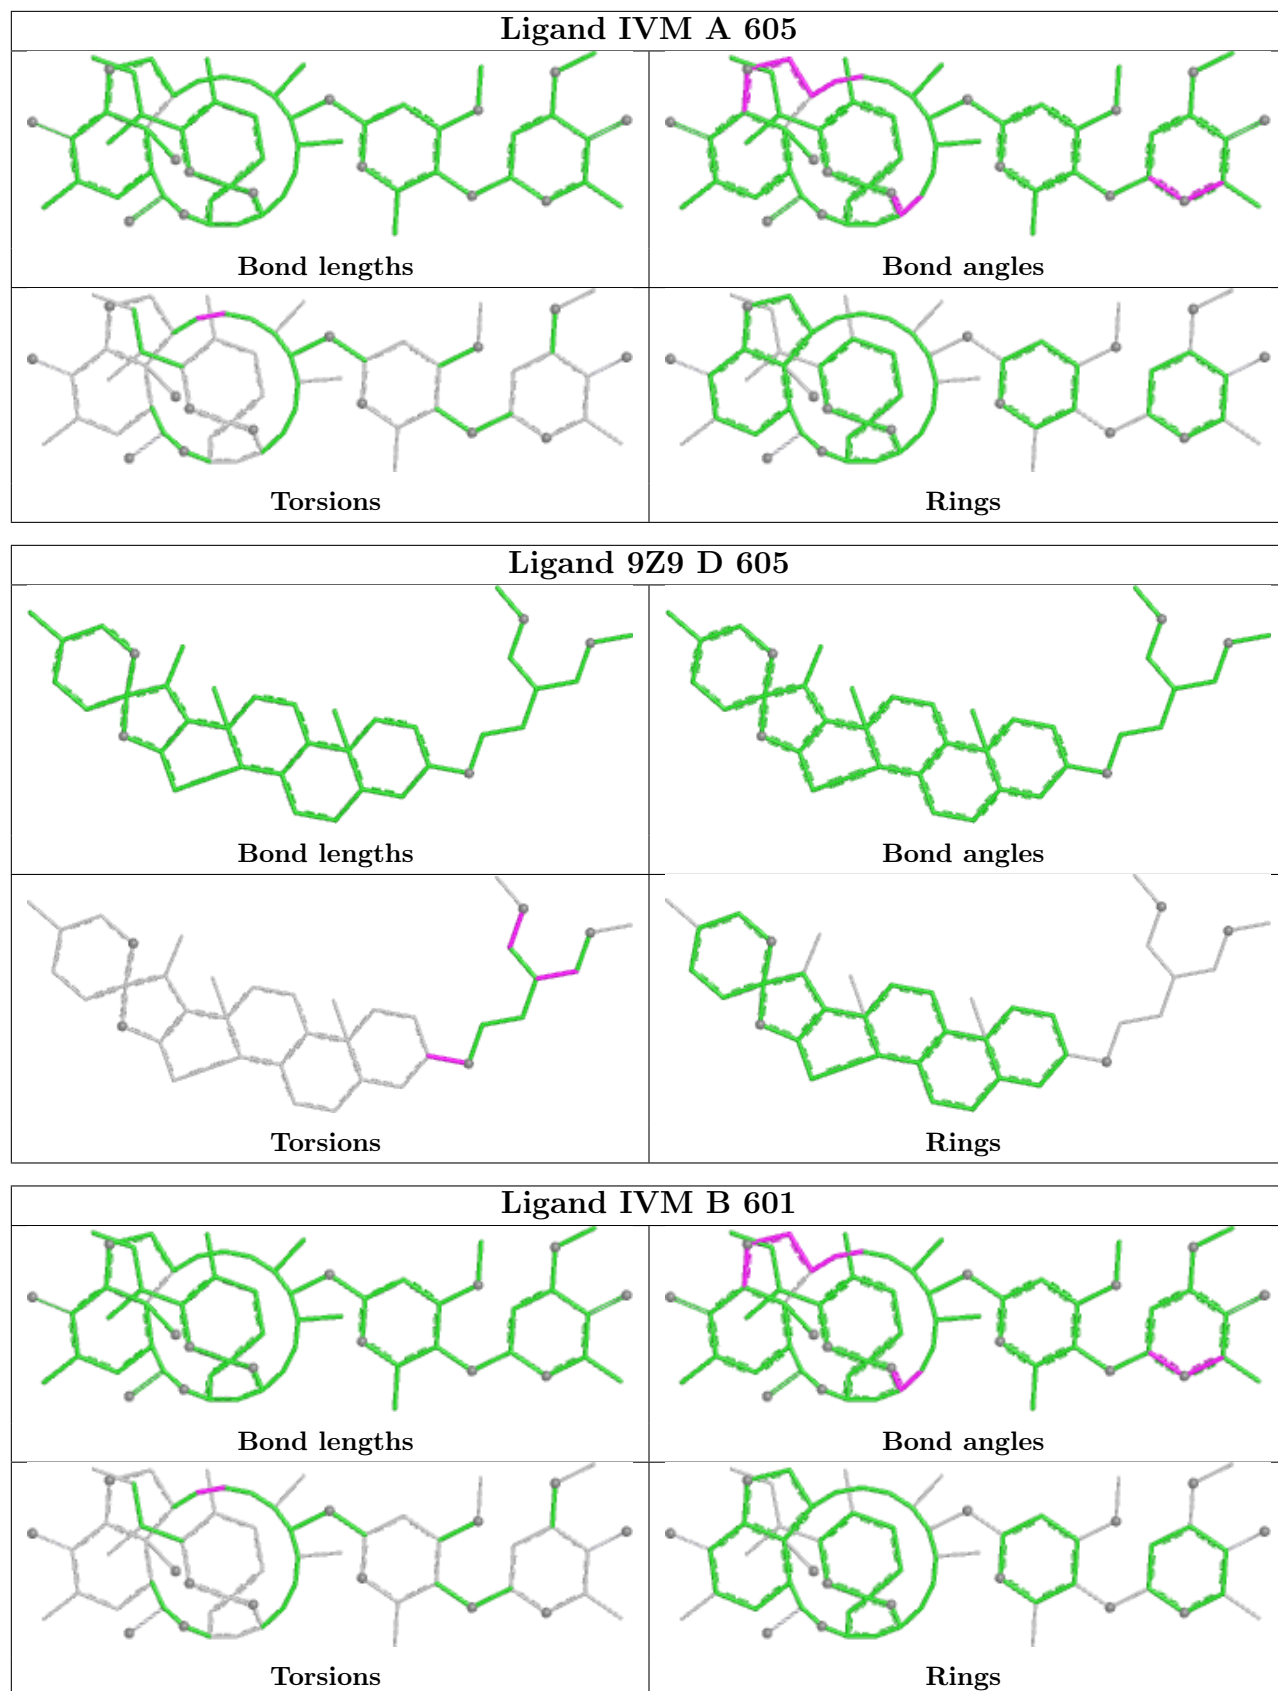 Ligand IVM A 605
Bond lengths
Bond angles
Torsions
Rings
Ligand 9Z9 D 605
Bond lengths
Bond angles
Torsions
Rings
Ligand IVM B 601
Bond lengths
Bond angles
Torsions
Rings